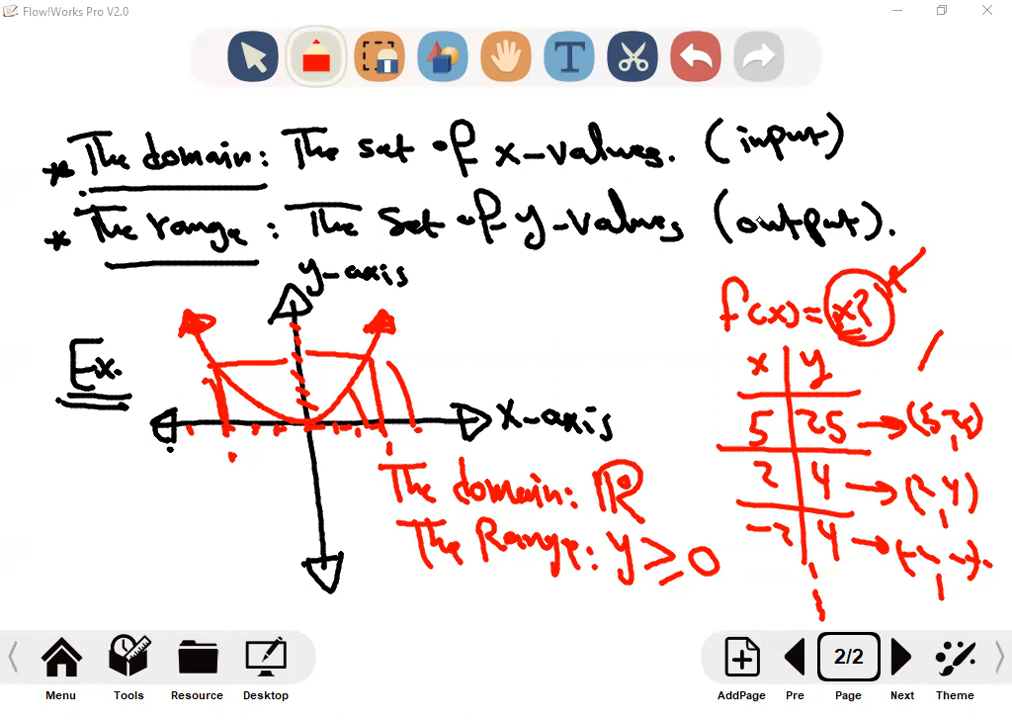 Flow!Works Pro V2.0
* The domain: The set of x-values. (input)
* The range: The set of y-values (output).
y-axis
Ex.
x-axis
f(x) = x²
x y
5 25 → (5, 25)
2 4 → (2, 4)
-2 4 → (-2, 4).
The domain: ℝ
The Range: y ≥ 0
Menu Tools Resource Desktop
2/2
AddPage Pre Page Next Theme